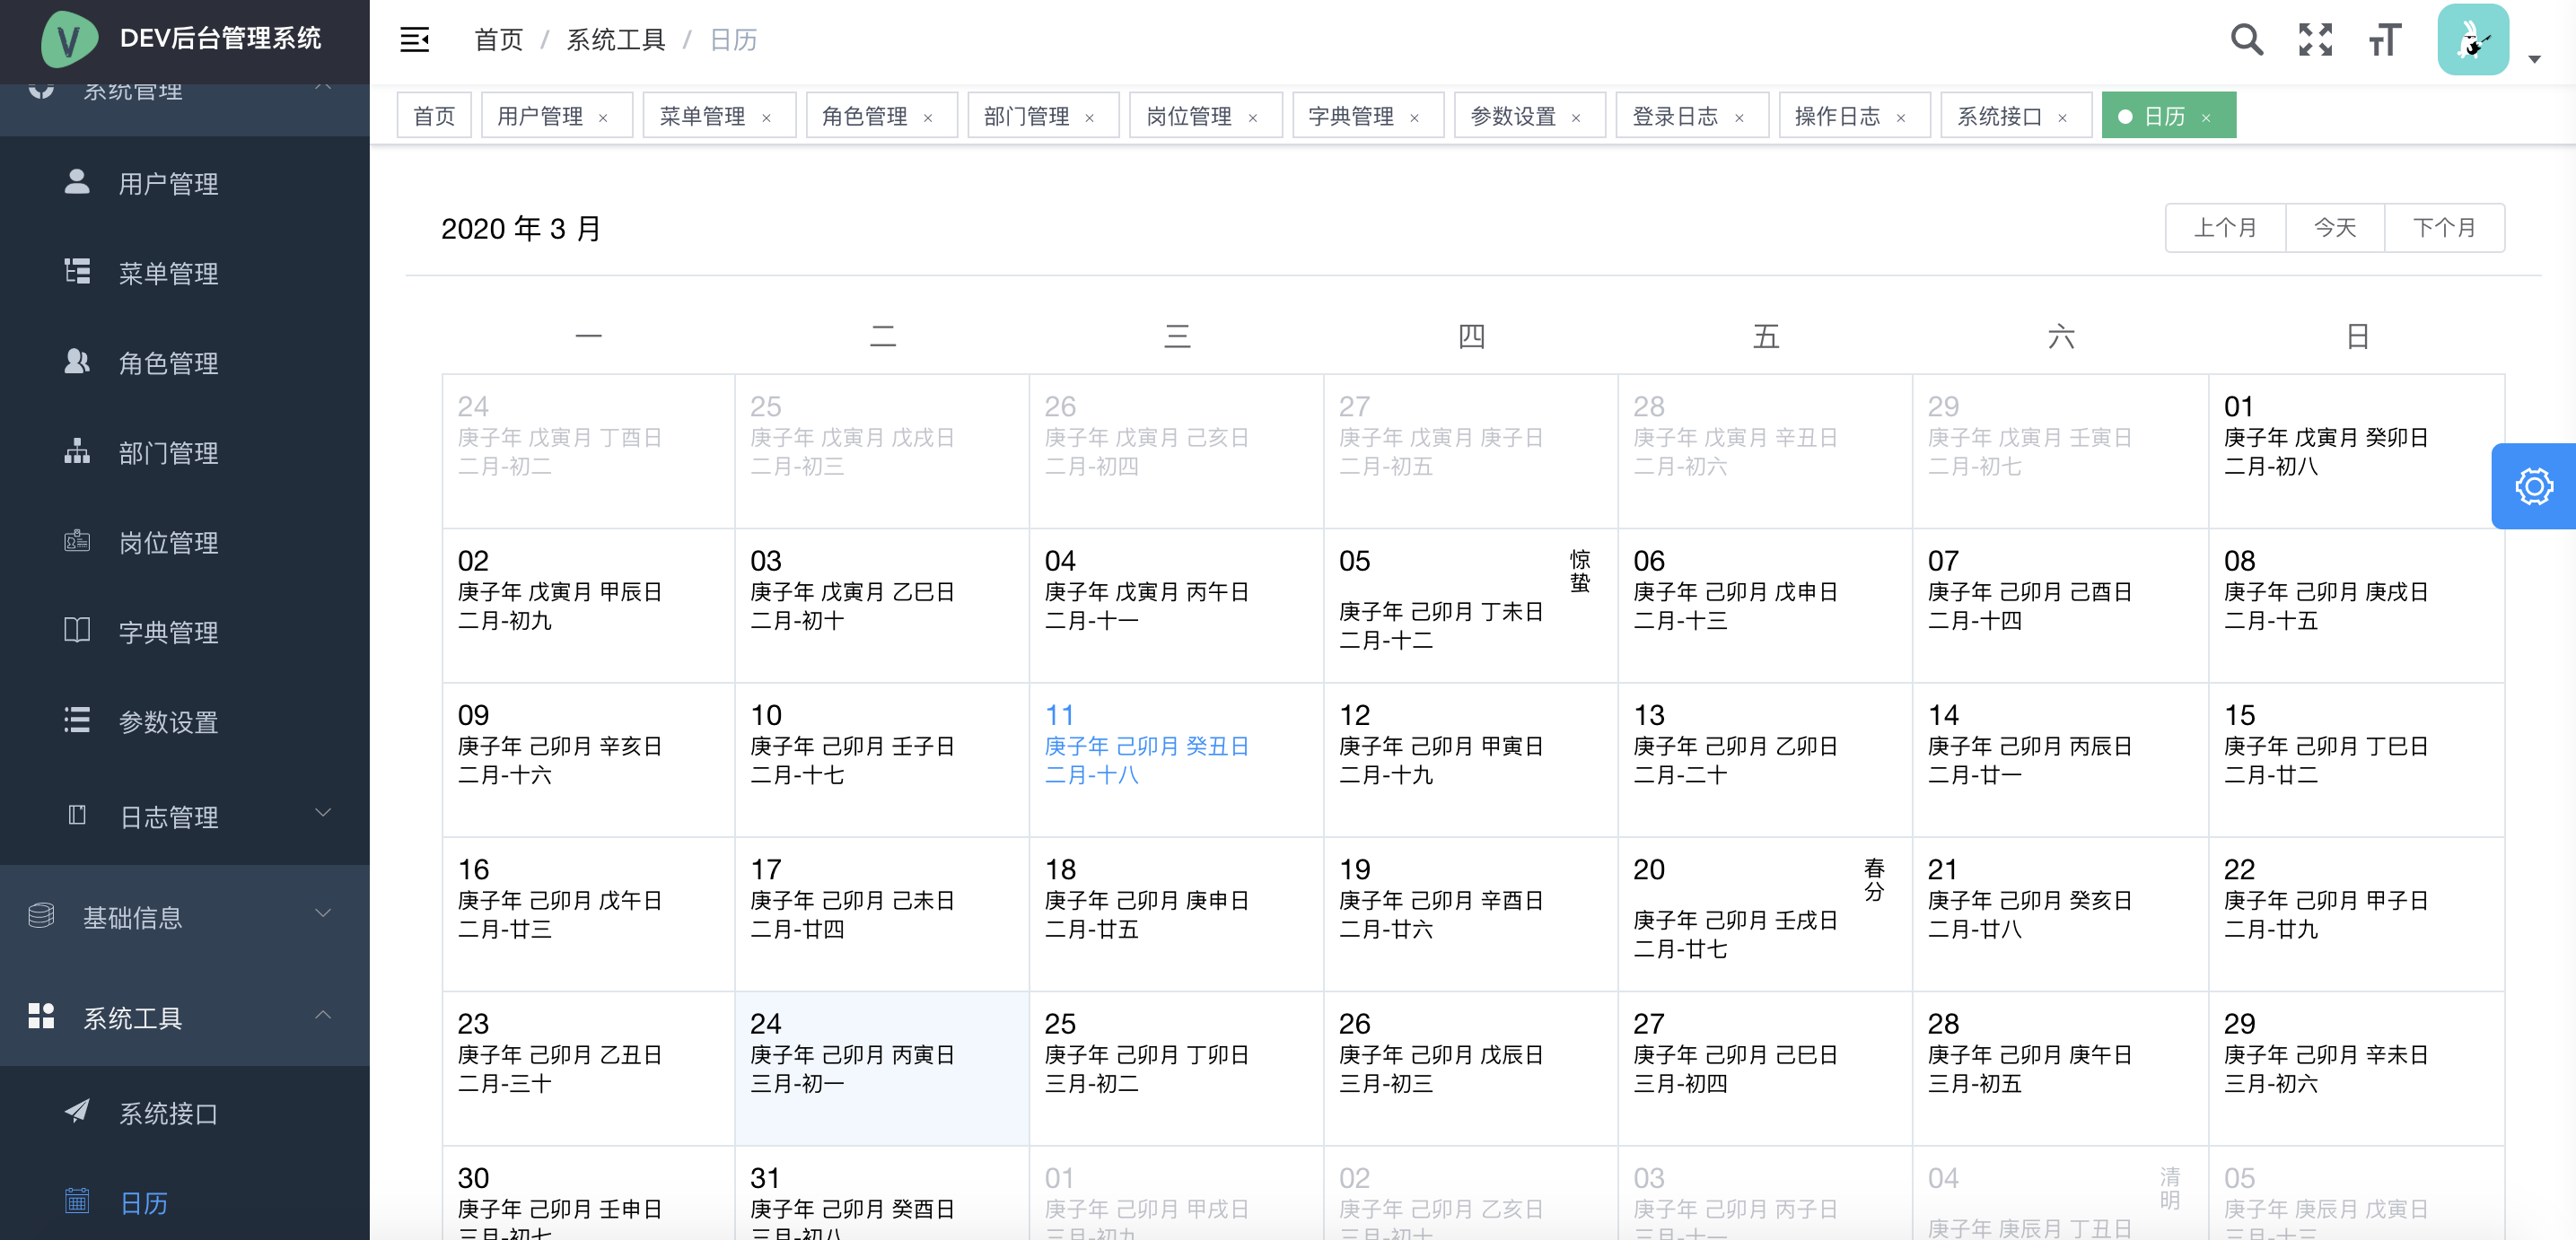 DEV后台管理系统
系统管理
用户管理
菜单管理
角色管理
部门管理
岗位管理
字典管理
参数设置
日志管理
基础信息
系统工具
系统接口
日历
首页 / 系统工具 / 日历
首页 用户管理 × 菜单管理 × 角色管理 × 部门管理 × 岗位管理 × 字典管理 × 参数设置 × 登录日志 × 操作日志 × 系统接口 × 日历 ×
2020 年 3 月
上个月 今天 下个月
一 二 三 四 五 六 日
24
庚子年 戊寅月 丁酉日
二月-初二
25
庚子年 戊寅月 戊戌日
二月-初三
26
庚子年 戊寅月 己亥日
二月-初四
27
庚子年 戊寅月 庚子日
二月-初五
28
庚子年 戊寅月 辛丑日
二月-初六
29
庚子年 戊寅月 壬寅日
二月-初七
01
庚子年 戊寅月 癸卯日
二月-初八
02
庚子年 戊寅月 甲辰日
二月-初九
03
庚子年 戊寅月 乙巳日
二月-初十
04
庚子年 戊寅月 丙午日
二月-十一
05
惊蛰
庚子年 己卯月 丁未日
二月-十二
06
庚子年 己卯月 戊申日
二月-十三
07
庚子年 己卯月 己酉日
二月-十四
08
庚子年 己卯月 庚戌日
二月-十五
09
庚子年 己卯月 辛亥日
二月-十六
10
庚子年 己卯月 壬子日
二月-十七
11
庚子年 己卯月 癸丑日
二月-十八
12
庚子年 己卯月 甲寅日
二月-十九
13
庚子年 己卯月 乙卯日
二月-二十
14
庚子年 己卯月 丙辰日
二月-廿一
15
庚子年 己卯月 丁巳日
二月-廿二
16
庚子年 己卯月 戊午日
二月-廿三
17
庚子年 己卯月 己未日
二月-廿四
18
庚子年 己卯月 庚申日
二月-廿五
19
庚子年 己卯月 辛酉日
二月-廿六
20
春分
庚子年 己卯月 壬戌日
二月-廿七
21
庚子年 己卯月 癸亥日
二月-廿八
22
庚子年 己卯月 甲子日
二月-廿九
23
庚子年 己卯月 乙丑日
二月-三十
24
庚子年 己卯月 丙寅日
三月-初一
25
庚子年 己卯月 丁卯日
三月-初二
26
庚子年 己卯月 戊辰日
三月-初三
27
庚子年 己卯月 己巳日
三月-初四
28
庚子年 己卯月 庚午日
三月-初五
29
庚子年 己卯月 辛未日
三月-初六
30
庚子年 己卯月 壬申日
三月-初七
31
庚子年 己卯月 癸酉日
三月-初八
01
庚子年 己卯月 甲戌日
三月-初九
02
庚子年 己卯月 乙亥日
三月-初十
03
庚子年 己卯月 丙子日
三月-十一
04
清明
庚子年 庚辰月 丁丑日
05
庚子年 庚辰月 戊寅日
三月-十三